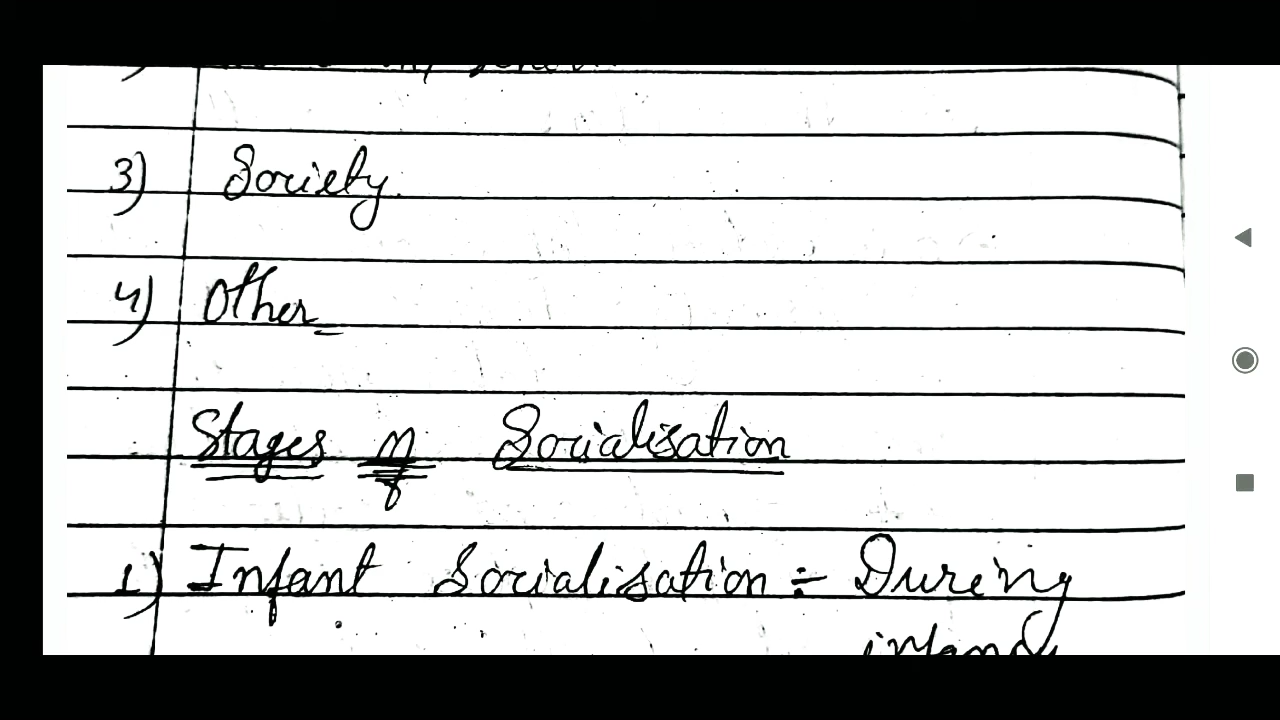 3) Society.
4) Other
Stages of Socialisation
1) Infant Socialisation ÷ During